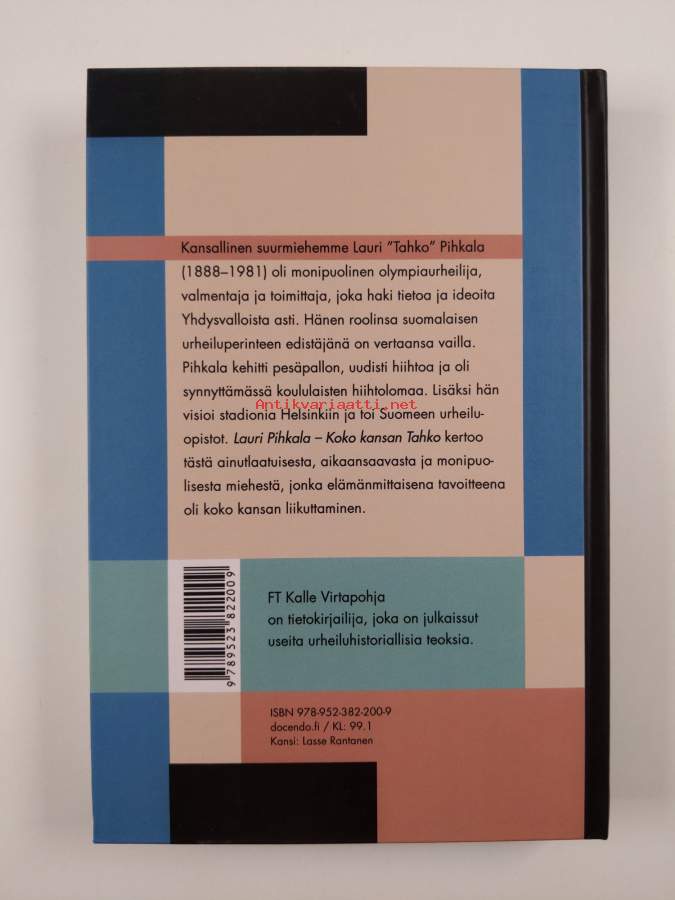 Kansallinen suurmiehemme Lauri ”Tahko” Pihkala
(1888–1981) oli monipuolinen olympiaurheilija,
valmentaja ja toimittaja, joka haki tietoa ja ideoita
Yhdysvalloista asti. Hänen roolinsa suomalaisen
urheiluperinteen edistäjänä on vertaansa vailla.
Pihkala kehitti pesäpallon, uudisti hiihtoa ja oli
synnyttämässä koululaisten hiihtolomaa. Lisäksi hän
Antikvariaatti.net
visioi stadionia Helsinkiin ja toi Suomeen urheilu-
opistot. Lauri Pihkala – Koko kansan Tahko kertoo
tästä ainutlaatuisesta, aikaansaavasta ja monipuo-
lisesta miehestä, jonka elämänmittaisena tavoitteena
oli koko kansan liikuttaminen.
9 789523 822009
FT Kalle Virtapohja
on tietokirjailija, joka on julkaissut
useita urheiluhistoriallisia teoksia.
ISBN 978-952-382-200-9
docendo.fi / KL: 99.1
Kansi: Lasse Rantanen